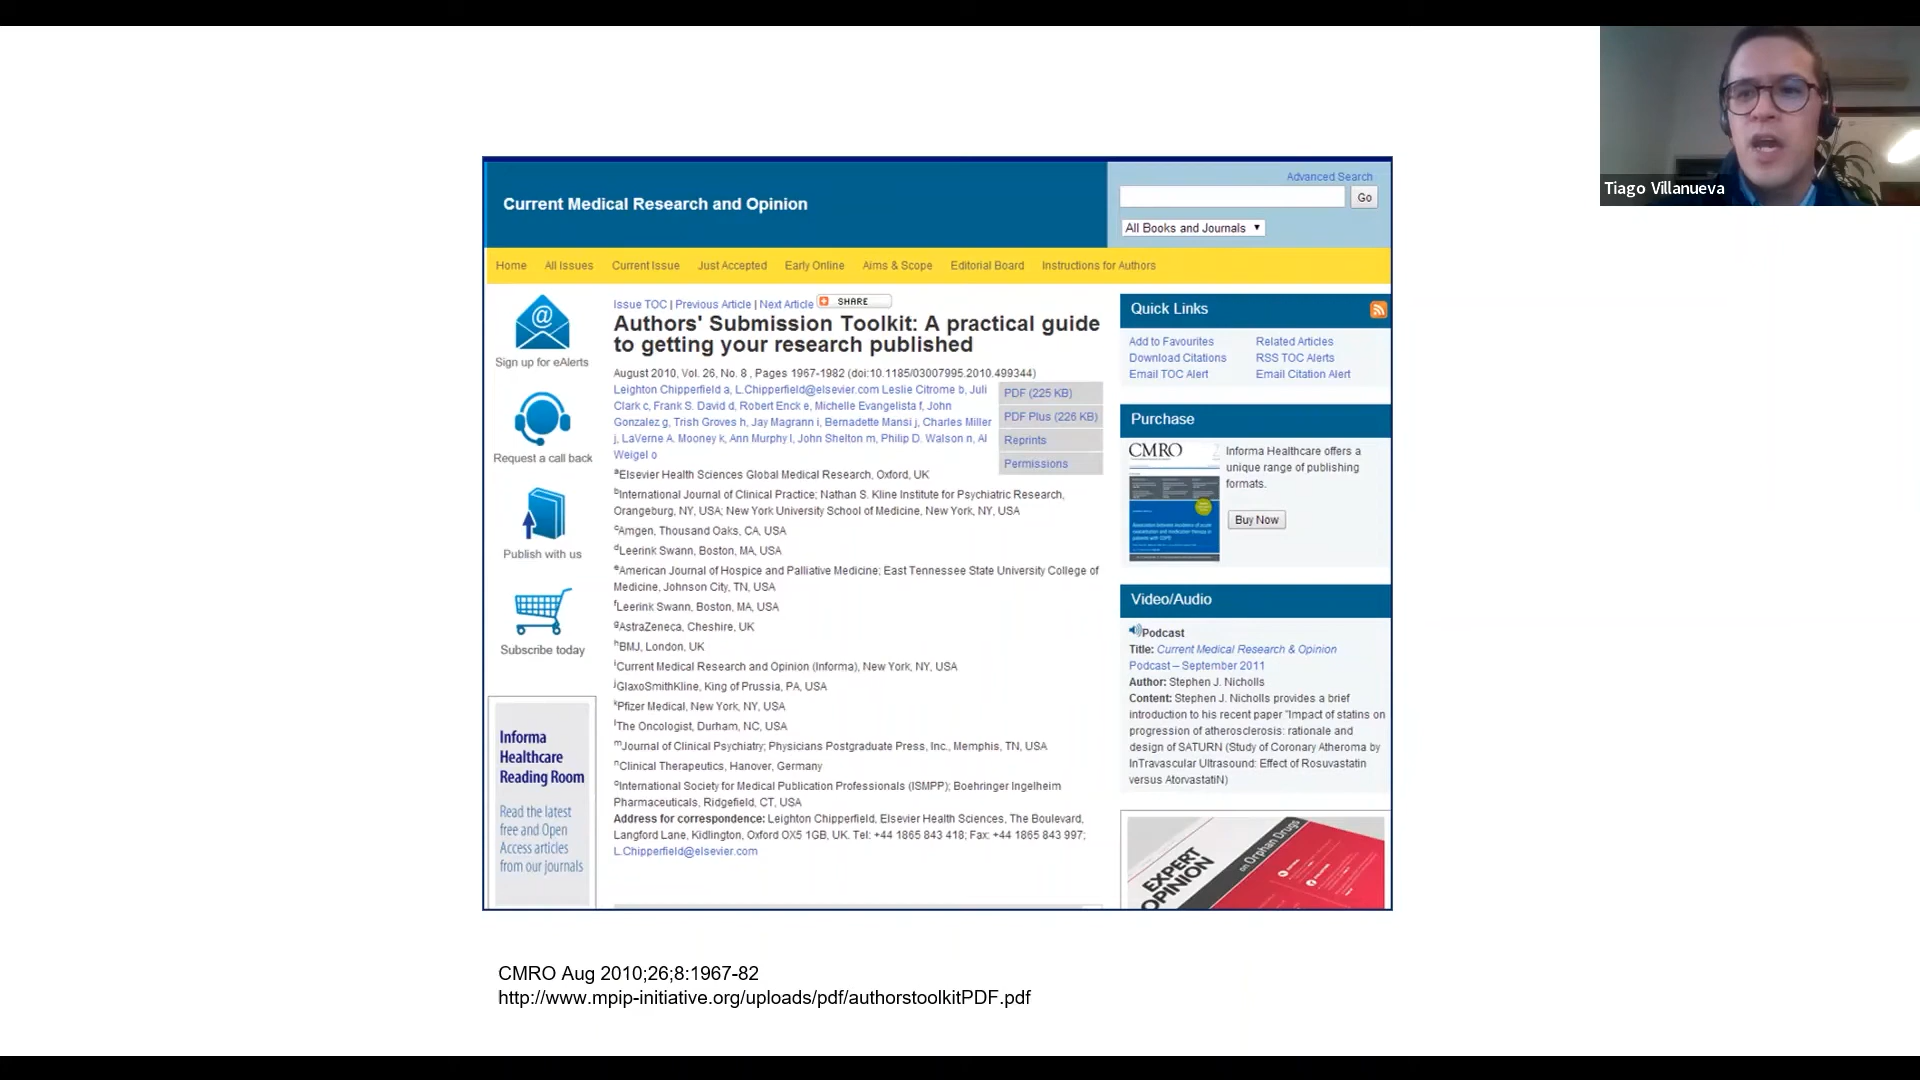 Tiago Villanueva
Current Medical Research and Opinion
Advanced Search
Go
All Books and Journals
Home All Issues Current Issue Just Accepted Early Online Aims & Scope Editorial Board Instructions for Authors
Sign up for eAlerts
Request a call back
Publish with us
Subscribe today
Informa
Healthcare
Reading Room
Read the latest
free and Open
Access articles
from our journals
Issue TOC | Previous Article | Next Article SHARE
Authors' Submission Toolkit: A practical guide
to getting your research published
August 2010, Vol. 26, No. 8 , Pages 1967-1982 (doi:10.1185/03007995.2010.499344)
Leighton Chipperfield a, L.Chipperfield@elsevier.com Leslie Citrome b, Juli
Clark c, Frank S. David d, Robert Enck e, Michelle Evangelista f, John
Gonzalez g, Trish Groves h, Jay Magrann i, Bernadette Mansi j, Charles Miller
j, LaVerne A. Mooney k, Ann Murphy l, John Shelton m, Philip D. Walson n, Al
Weigel o
PDF (225 KB)
PDF Plus (226 KB)
Reprints
Permissions
aElsevier Health Sciences Global Medical Research, Oxford, UK
bInternational Journal of Clinical Practice; Nathan S. Kline Institute for Psychiatric Research,
Orangeburg, NY, USA; New York University School of Medicine, New York, NY, USA
cAmgen, Thousand Oaks, CA, USA
dLeerink Swann, Boston, MA, USA
eAmerican Journal of Hospice and Palliative Medicine; East Tennessee State University College of
Medicine, Johnson City, TN, USA
fLeerink Swann, Boston, MA, USA
gAstraZeneca, Cheshire, UK
hBMJ, London, UK
iCurrent Medical Research and Opinion (Informa), New York, NY, USA
jGlaxoSmithKline, King of Prussia, PA, USA
kPfizer Medical, New York, NY, USA
lThe Oncologist, Durham, NC, USA
mJournal of Clinical Psychiatry; Physicians Postgraduate Press, Inc., Memphis, TN, USA
nClinical Therapeutics, Hanover, Germany
oInternational Society for Medical Publication Professionals (ISMPP); Boehringer Ingelheim
Pharmaceuticals, Ridgefield, CT, USA
Address for correspondence: Leighton Chipperfield, Elsevier Health Sciences, The Boulevard,
Langford Lane, Kidlington, Oxford OX5 1GB, UK. Tel: +44 1865 843 418; Fax: +44 1865 843 997;
L.Chipperfield@elsevier.com
Quick Links
Add to Favourites Related Articles
Download Citations RSS TOC Alerts
Email TOC Alert Email Citation Alert
Purchase
CMRO
Informa Healthcare offers a
unique range of publishing
formats.
Buy Now
Video/Audio
Podcast
Title: Current Medical Research & Opinion
Podcast – September 2011
Author: Stephen J. Nicholls
Content: Stephen J. Nicholls provides a brief
introduction to his recent paper "Impact of statins on
progression of atherosclerosis: rationale and
design of SATURN (Study of Coronary Atheroma by
InTravascular Ultrasound: Effect of Rosuvastatin
versus AtorvastatiN)
EXPERT
OPINION
on Orphan Drugs
CMRO Aug 2010;26;8:1967-82
http://www.mpip-initiative.org/uploads/pdf/authorstoolkitPDF.pdf